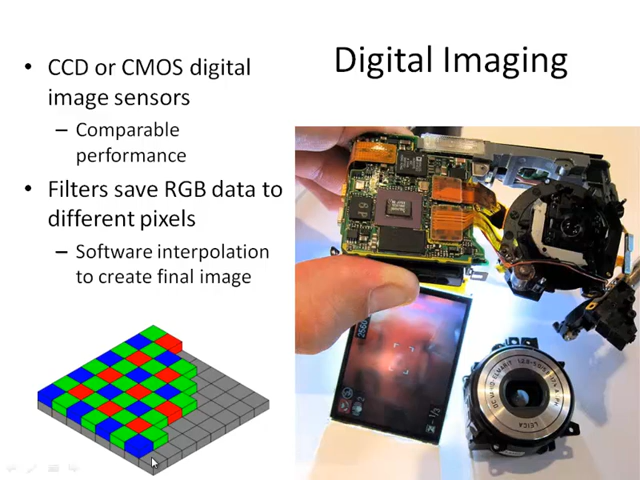 Digital Imaging
• CCD or CMOS digital
image sensors
– Comparable
performance
• Filters save RGB data to
different pixels
– Software interpolation
to create final image
LEICA